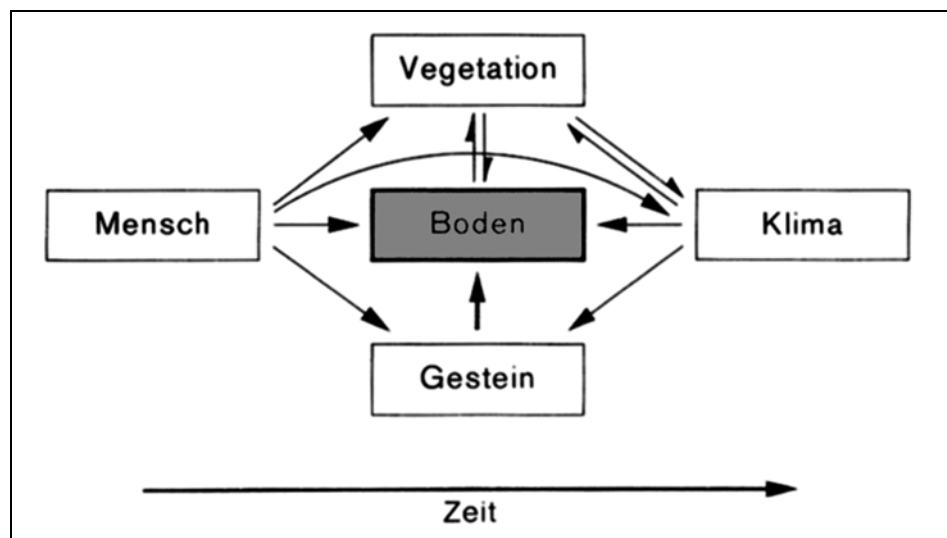 Vegetation
Mensch
Boden
Klima
Gestein
Zeit